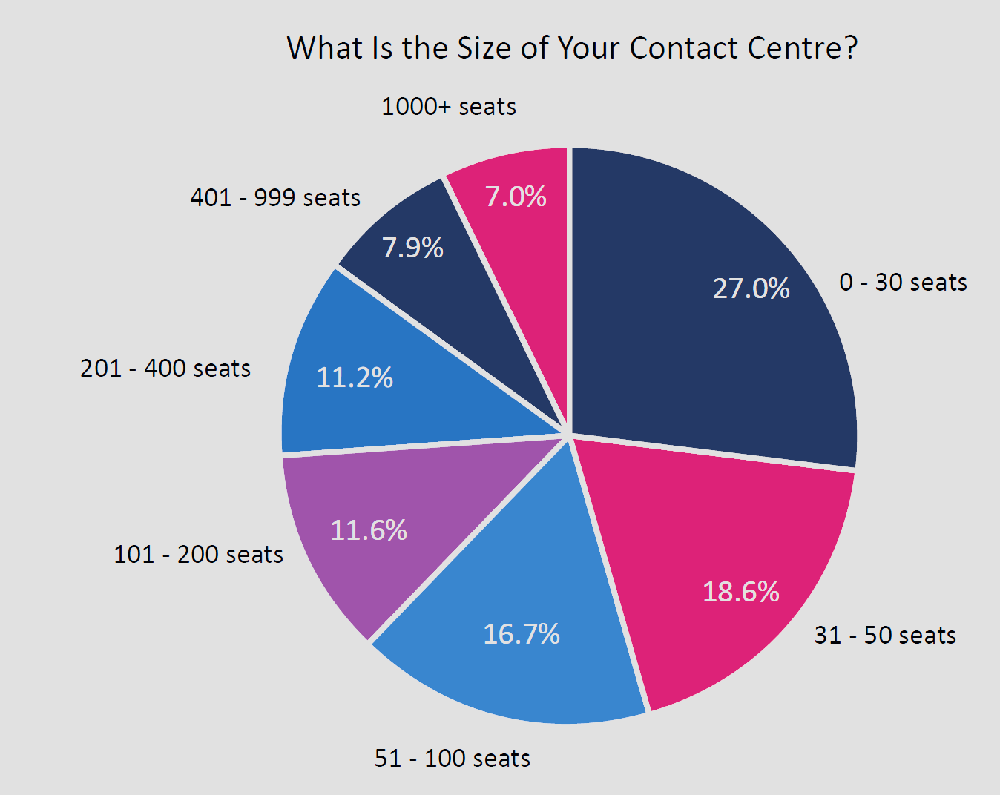 What Is the Size of Your Contact Centre?
1000+ seats
7.0%
401 - 999 seats
7.9%
27.0%
0 - 30 seats
201 - 400 seats
11.2%
11.6%
101 - 200 seats
18.6%
31 - 50 seats
16.7%
51 - 100 seats